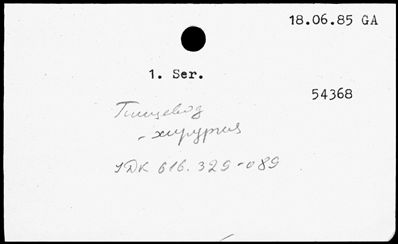 18.06.85 GA
1. Ser.
54368
Пищевод
- хирургия
УДК 616.329-089